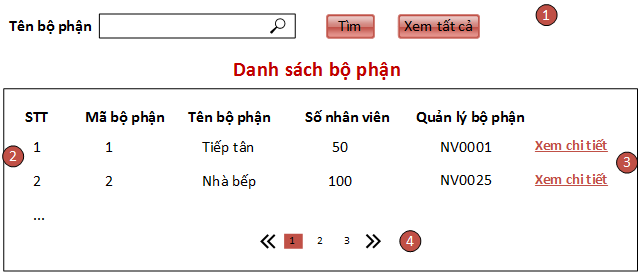 Tên bộ phận Tìm Xem tất cả 1
Danh sách bộ phận
STT Mã bộ phận Tên bộ phận Số nhân viên Quản lý bộ phận
1 1 Tiếp tân 50 NV0001 Xem chi tiết
2 3
2 2 Nhà bếp 100 NV0025 Xem chi tiết
...
1 2 3 4